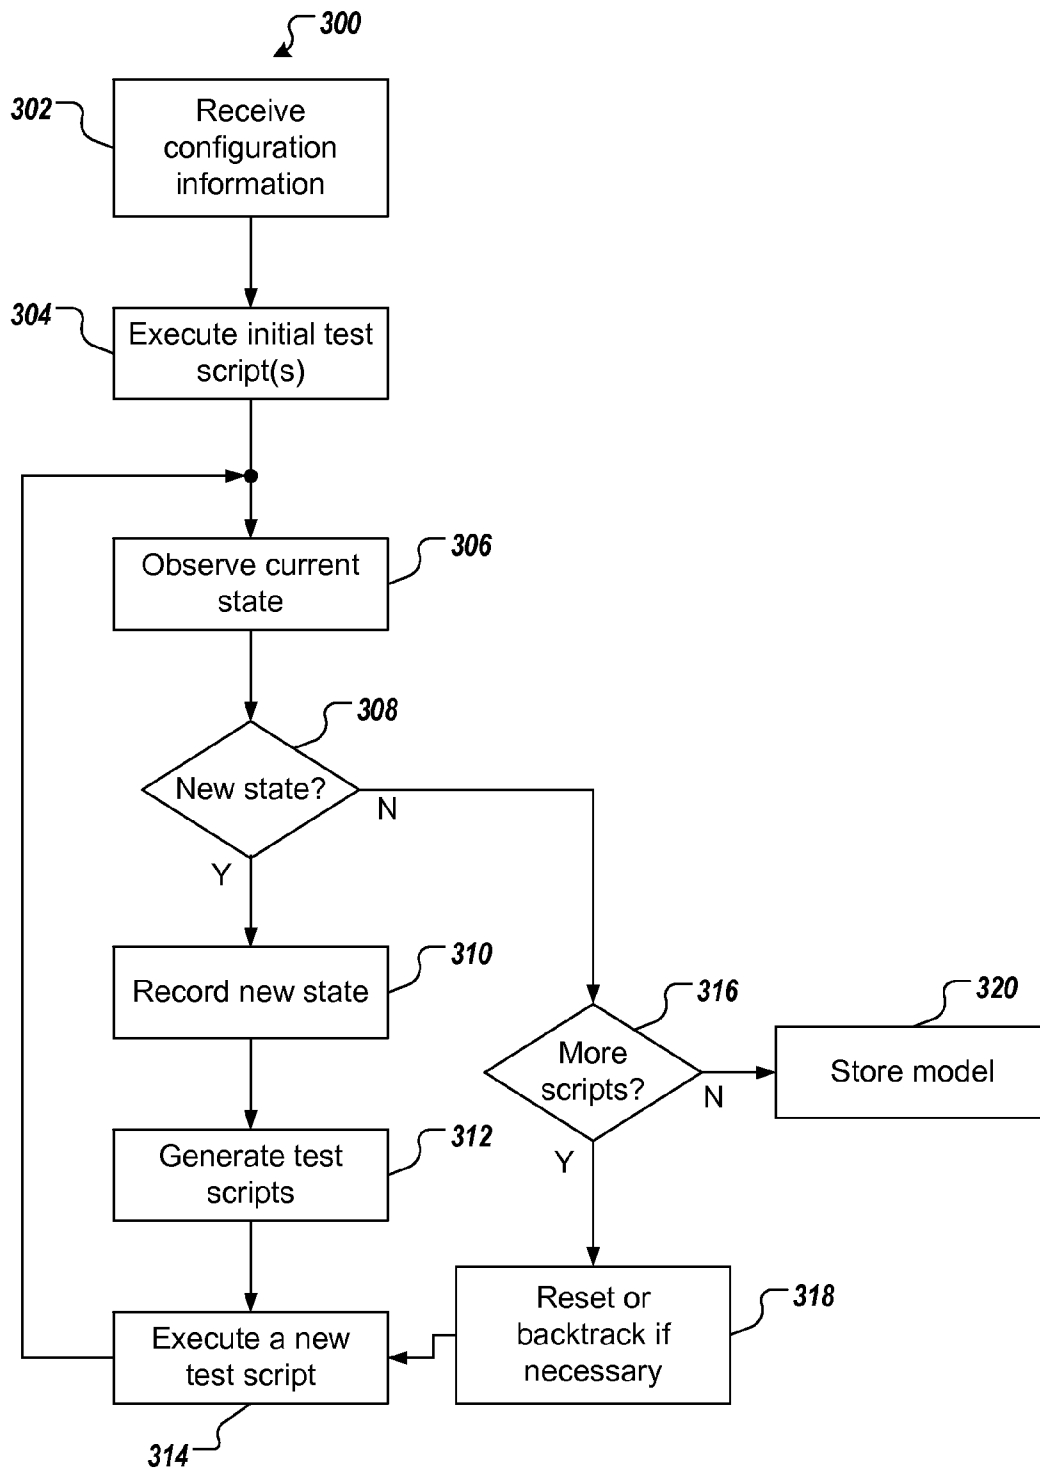 300
302
Receive
configuration
information
304
Execute initial test
script(s)
306
Observe current
state
308
New state?
N
Y
310
Record new state
316
More
scripts?
N
Y
320
Store model
312
Generate test
scripts
318
Reset or
backtrack if
necessary
Execute a new
test script
314